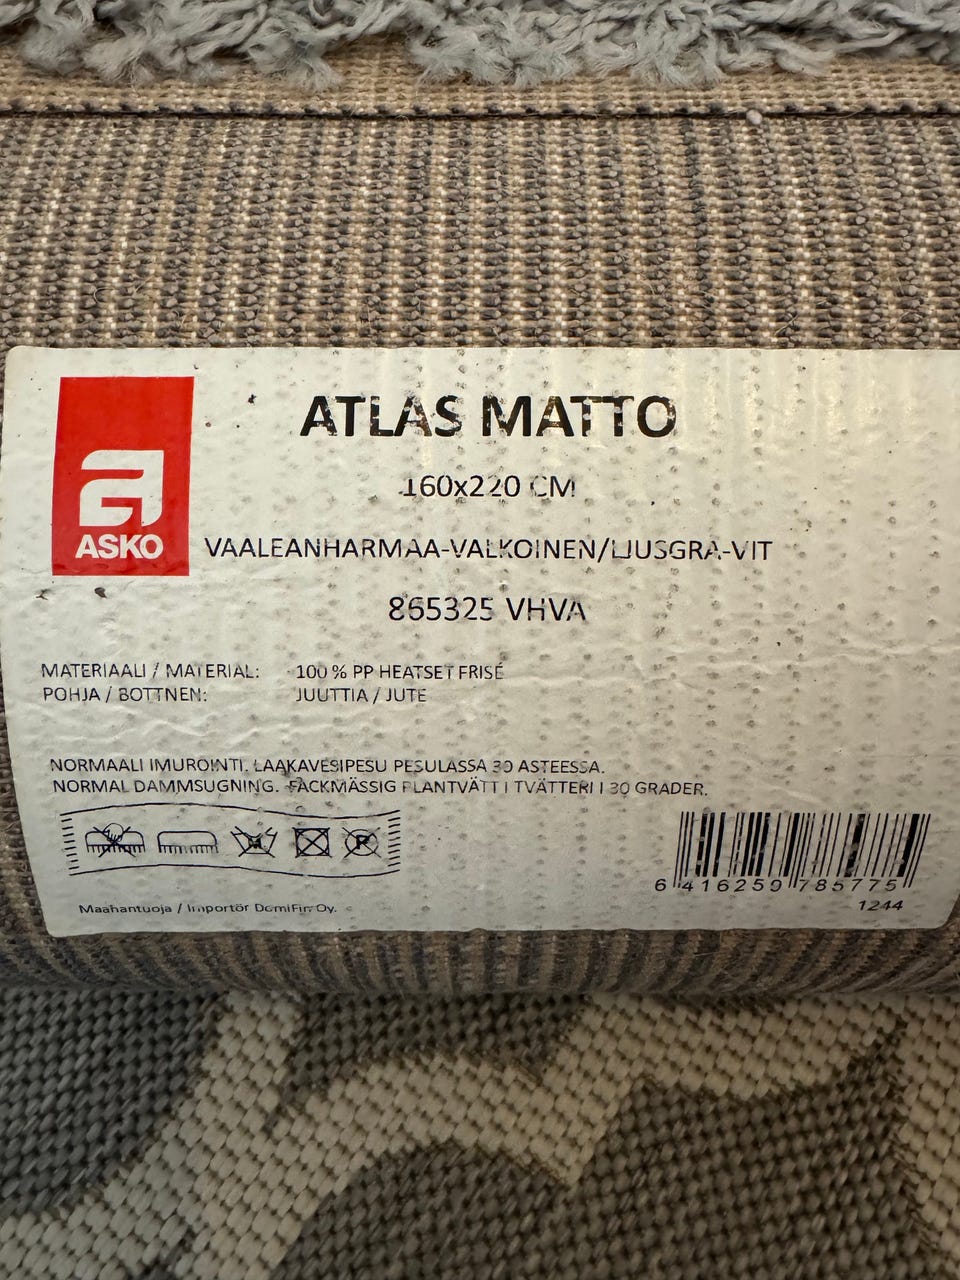 ATLAS MATTO
160x220 CM
ASKO
VAALEANHARMAA-VALKOINEN/LJUSGRÅ-VIT
865325 VHVA
MATERIAALI / MATERIAL: 100 % PP HEATSET FRISÉ
POHJA / BOTTNEN: JUUTTIA / JUTE
NORMAALI IMUROINTI. LAAKAVESIPESU PESULASSA 30 ASTEESSA.
NORMAL DAMMSUGNING. FACKMÄSSIG PLANTVÄTT I TVÄTTERI I 30 GRADER.
P
6 416259 785775
Maahantuoja / Importör DomiFin Oy.
1244